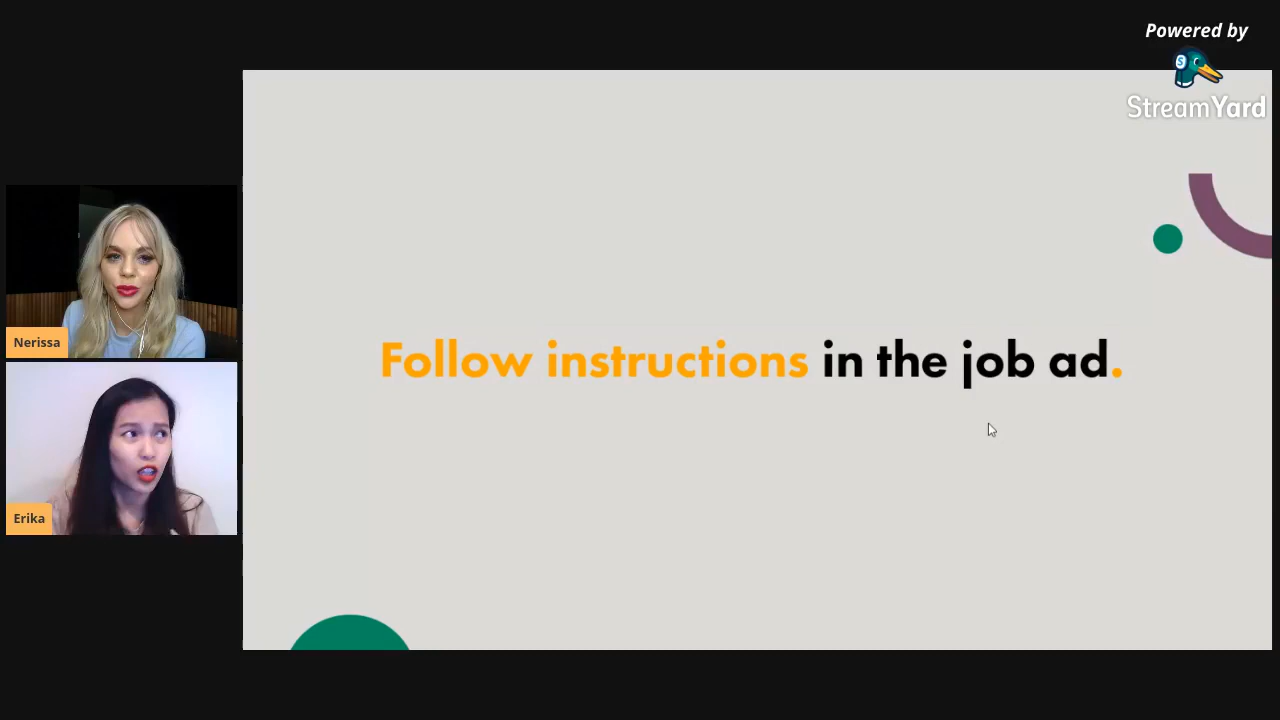 Powered by
StreamYard
Nerissa
Follow instructions in the job ad.
Erika